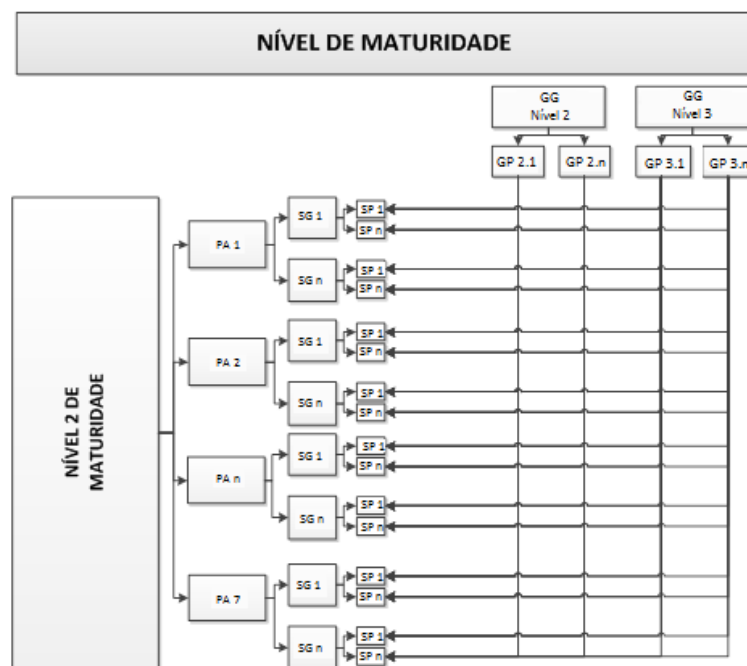 NÍVEL DE MATURIDADE
GG
Nível 2
GG
Nível 3
GP 2.1
GP 2.n
GP 3.1
GP 3.n
NÍVEL 2 DE
MATURIDADE
PA 1
SG 1
SP 1
SP n
SG n
SP 1
SP n
PA 2
SG 1
SP 1
SP n
SG n
SP 1
SP n
PA n
SG 1
SP 1
SP n
SG n
SP 1
SP n
PA 7
SG 1
SP 1
SP n
SG n
SP 1
SP n